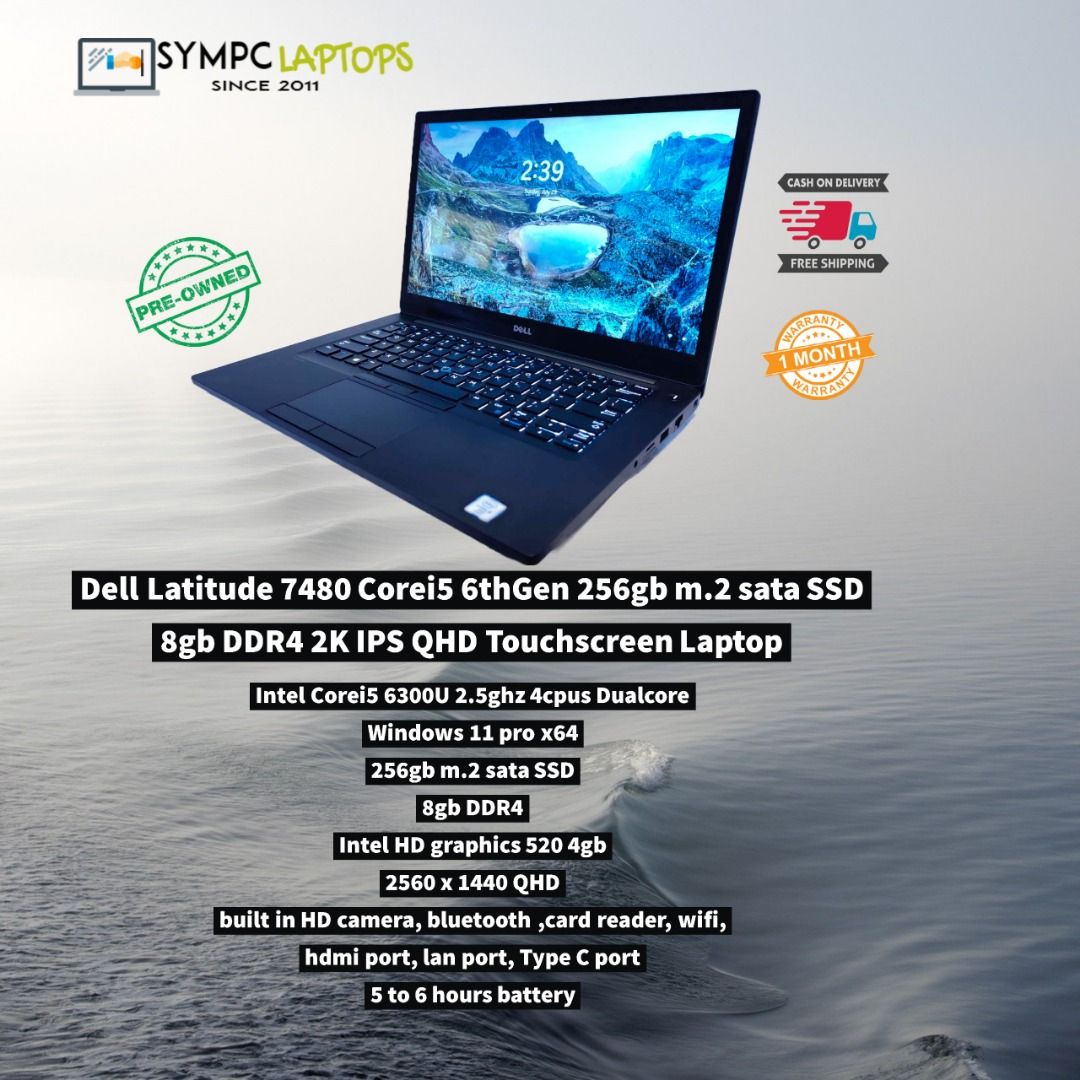 SYMPC LAPTOPS
SINCE 2011
2:39
CASH ON DELIVERY
FREE SHIPPING
PRE-OWNED
WARRANTY
1 MONTH
WARRANTY
DELL
Dell Latitude 7480 Corei5 6thGen 256gb m.2 sata SSD
8gb DDR4 2K IPS QHD Touchscreen Laptop
Intel Corei5 6300U 2.5ghz 4cpus Dualcore
Windows 11 pro x64
256gb m.2 sata SSD
8gb DDR4
Intel HD graphics 520 4gb
2560 x 1440 QHD
built in HD camera, bluetooth ,card reader, wifi,
hdmi port, lan port, Type C port
5 to 6 hours battery